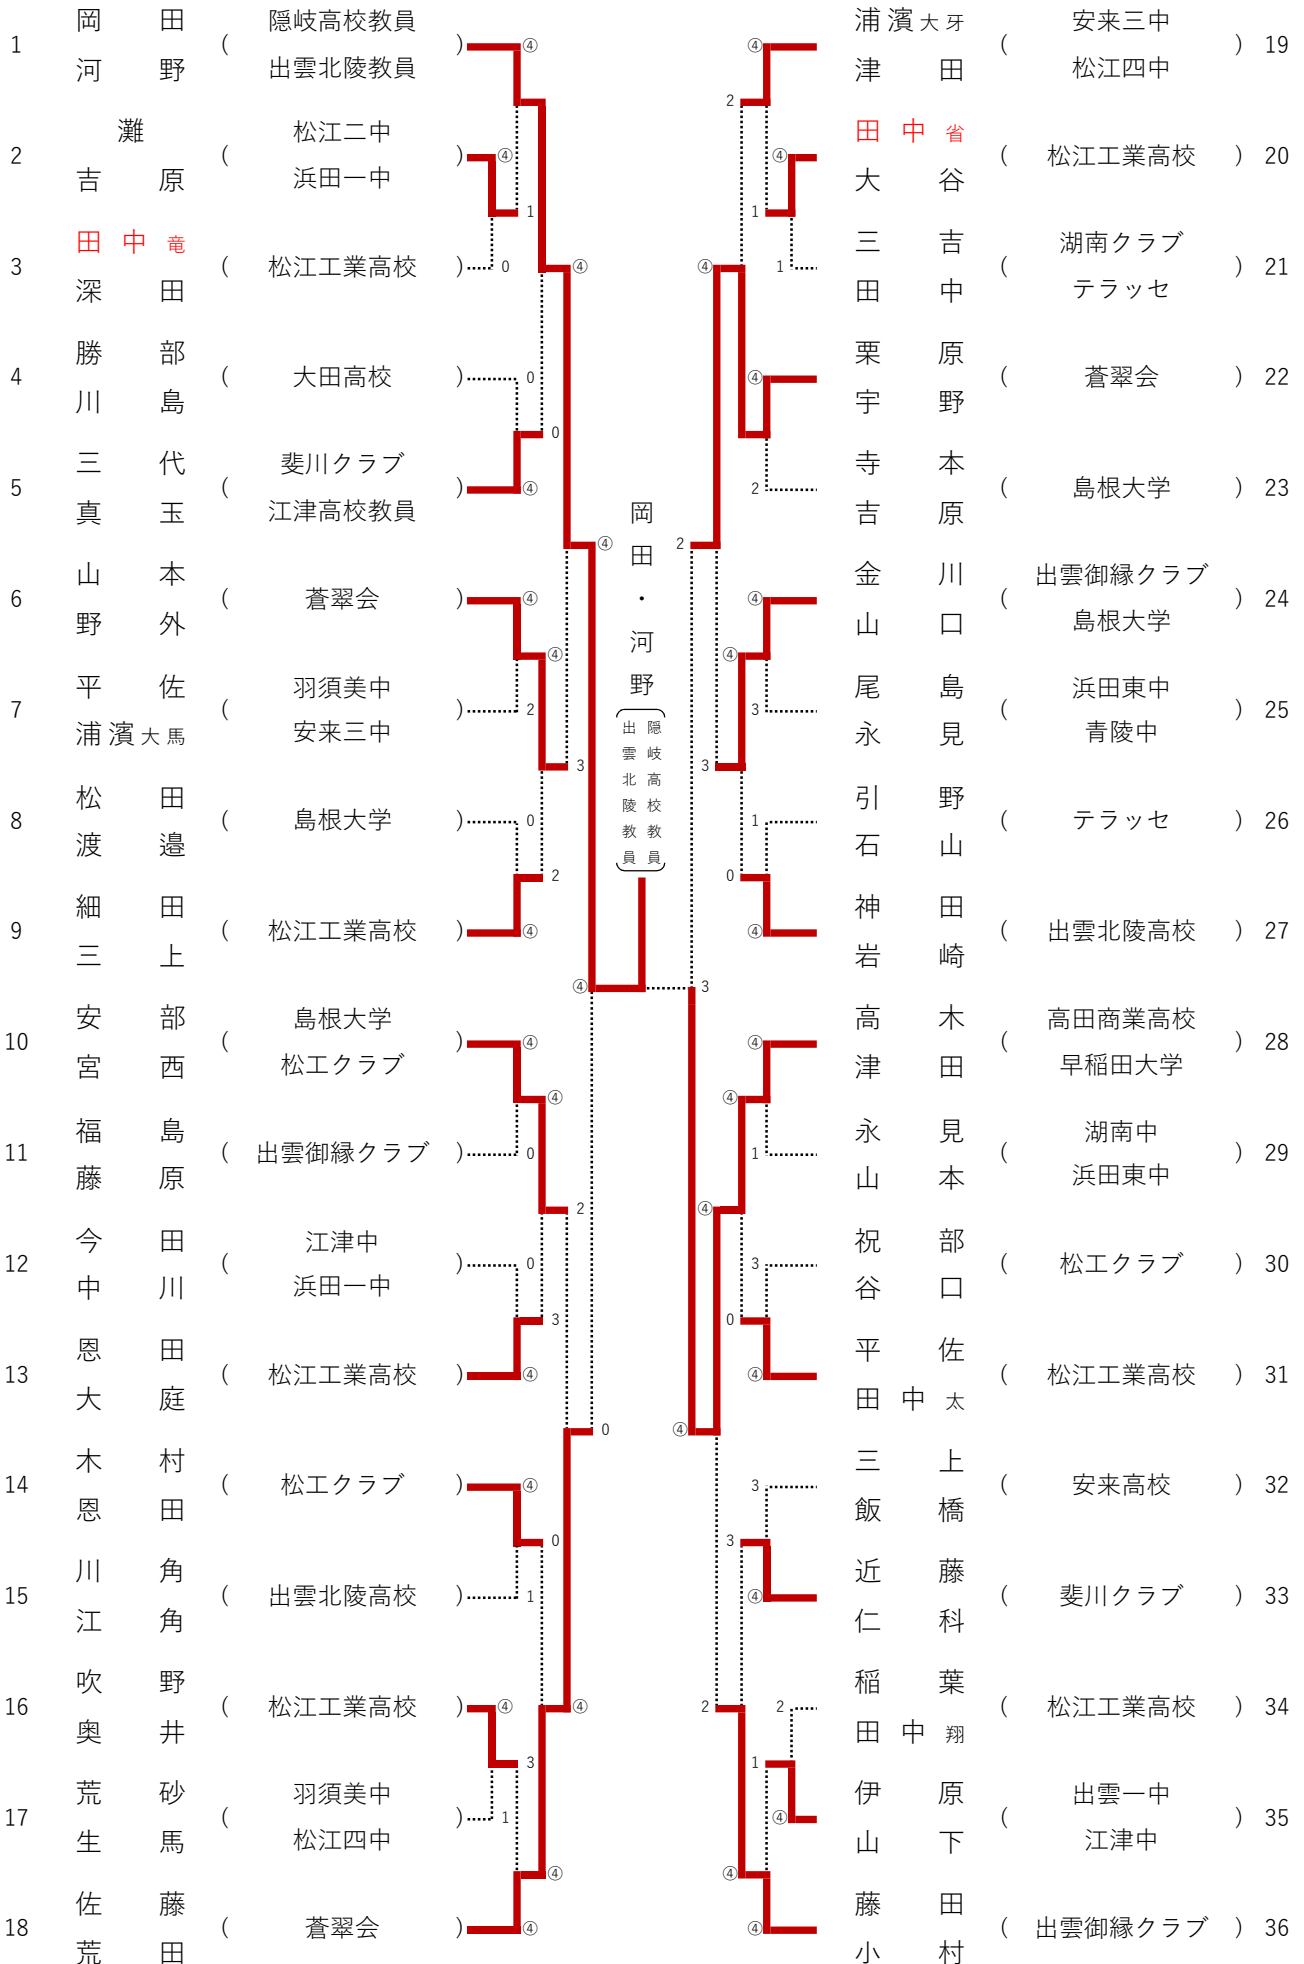 岡田
1 ( 隠岐高校教員 ) ④
河野 出雲北陵教員
灘 松江二中
2 ( ) ④
吉原 浜田一中
1
田中竜
3 ( 松江工業高校 ) 0
深田
④
勝部
4 ( 大田高校 ) 0
川島
0
三代 斐川クラブ
5 ( ) ④
真玉 江津高校教員
④
山本
6 ( 蒼翠会 ) ④
野外
④
平佐 羽須美中
7 ( ) 2
浦濱大馬 安来三中
3
松田
8 ( 島根大学 ) 0
渡邉
2
細田
9 ( 松江工業高校 ) ④
三上
④
安部 島根大学
10 ( ) ④
宮西 松工クラブ
④
福島
11 ( 出雲御縁クラブ ) 0
藤原
2
今田 江津中
12 ( ) 0
中川 浜田一中
3
恩田
13 ( 松江工業高校 ) ④
大庭
0
木村
14 ( 松工クラブ ) ④
恩田
0
川角
15 ( 出雲北陵高校 ) 1
江角
吹野
16 ( 松江工業高校 ) ④
奥井
④
3
荒砂 羽須美中
17 ( ) 1
生馬 松江四中
④
佐藤
18 ( 蒼翠会 ) ④
荒田
岡田・河野
隠岐高校教員
出雲北陵教員
浦濱大牙 安来三中
④ ( ) 19
津田 松江四中
2
田中省
④ ( 松江工業高校 ) 20
大谷
1
三吉 湖南クラブ
1 ( ) 21
田中 テラッセ
④
栗原
④ ( 蒼翠会 ) 22
宇野
寺本
2 ( 島根大学 ) 23
吉原
2
金川 出雲御縁クラブ
④ ( ) 24
山口 島根大学
④
尾島 浜田東中
3 ( ) 25
永見 青陵中
3
引野
1 ( テラッセ ) 26
石山
0
神田
④ ( 出雲北陵高校 ) 27
岩崎
3
高木 高田商業高校
④ ( ) 28
津田 早稲田大学
④
永見 湖南中
1 ( ) 29
山本 浜田東中
④
祝部
3 ( 松工クラブ ) 30
谷口
0
平佐
④ ( 松江工業高校 ) 31
田中太
④
三上
3 ( 安来高校 ) 32
飯橋
3
近藤
④ ( 斐川クラブ ) 33
仁科
稲葉
2 ( 松江工業高校 ) 34
田中翔
2
1
伊原 出雲一中
④ ( ) 35
山下 江津中
④
藤田
④ ( 出雲御縁クラブ ) 36
小村